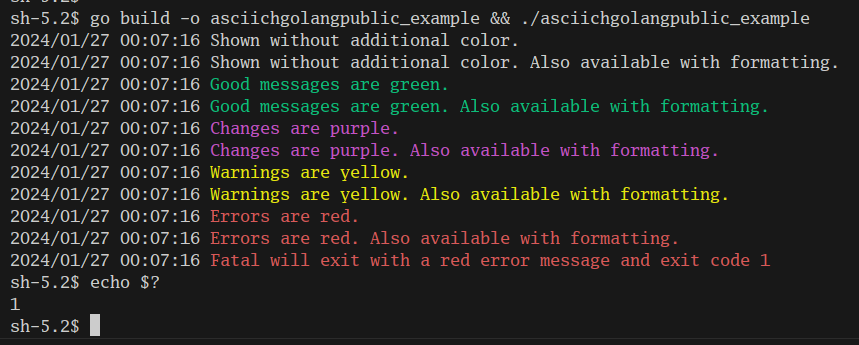 sh-5.2$ go build -o asciichgolangpublic_example && ./asciichgolangpublic_example
2024/01/27 00:07:16 Shown without additional color.
2024/01/27 00:07:16 Shown without additional color. Also available with formatting.
2024/01/27 00:07:16 Good messages are green.
2024/01/27 00:07:16 Good messages are green. Also available with formatting.
2024/01/27 00:07:16 Changes are purple.
2024/01/27 00:07:16 Changes are purple. Also available with formatting.
2024/01/27 00:07:16 Warnings are yellow.
2024/01/27 00:07:16 Warnings are yellow. Also available with formatting.
2024/01/27 00:07:16 Errors are red.
2024/01/27 00:07:16 Errors are red. Also available with formatting.
2024/01/27 00:07:16 Fatal will exit with a red error message and exit code 1
sh-5.2$ echo $?
1
sh-5.2$